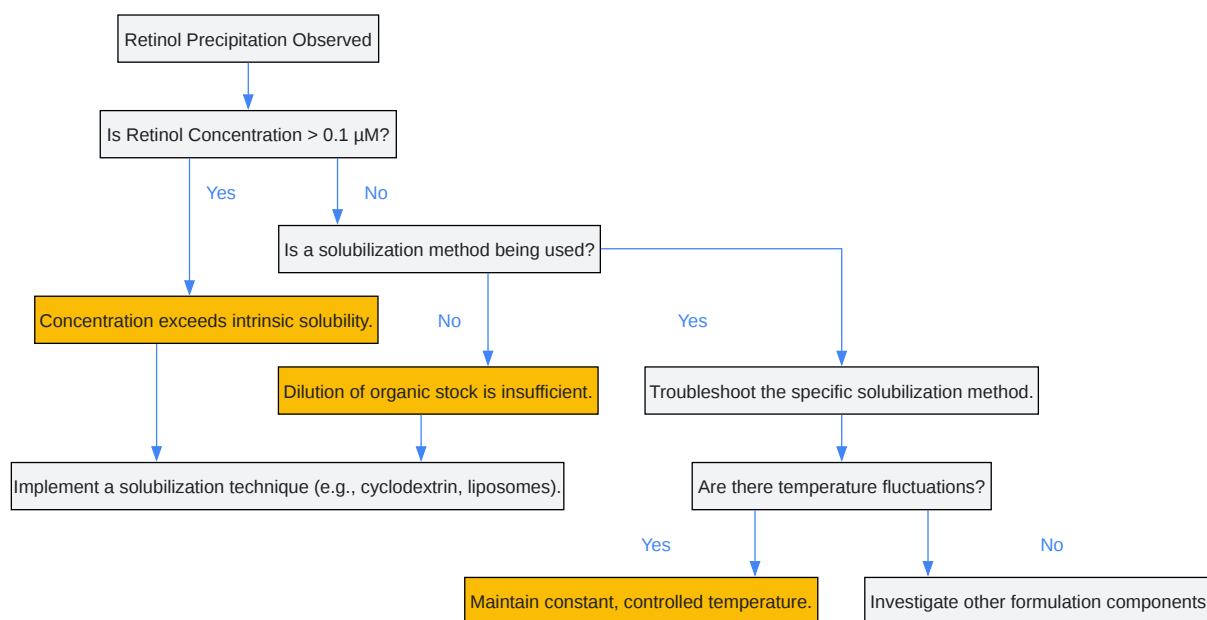 Retinol Precipitation Observed
Is Retinol Concentration > 0.1 µM?
Yes
No
Is a solubilization method being used?
Concentration exceeds intrinsic solubility.
No
Yes
Dilution of organic stock is insufficient.
Troubleshoot the specific solubilization method.
Implement a solubilization technique (e.g., cyclodextrin, liposomes).
Are there temperature fluctuations?
Yes
No
Maintain constant, controlled temperature.
Investigate other formulation components